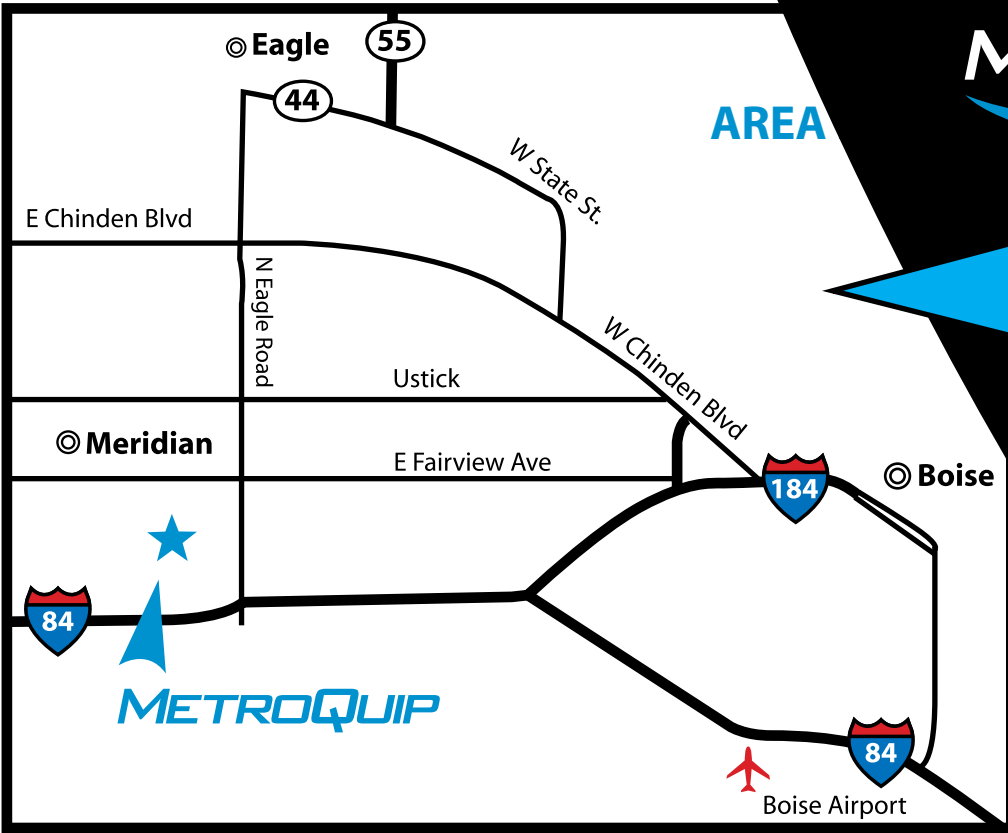 Eagle
55
44
AREA
W State St.
E Chinden Blvd
N Eagle Road
W Chinden Blvd
Ustick
Meridian
E Fairview Ave
184
Boise
84
METROQUIP
84
Boise Airport